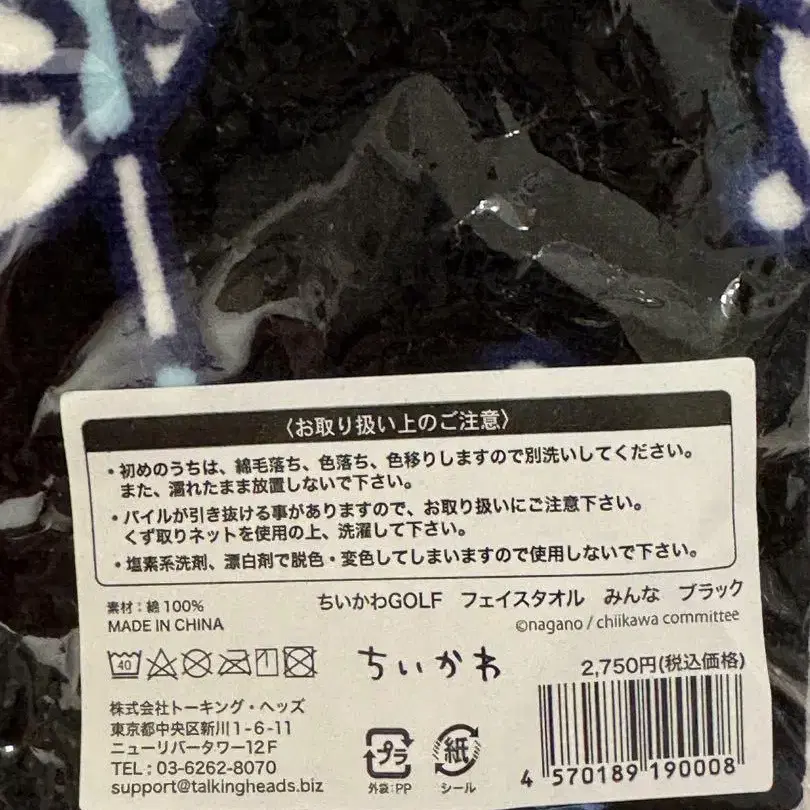 〈お取り扱い上のご注意〉
・初めのうちは、綿毛落ち、色落ち、色移りしますので別洗いしてください。
また、濡れたまま放置しないで下さい。
・パイルが引き抜ける事がありますので、お取り扱いにご注意下さい。
くず取りネットを使用の上、洗濯して下さい。
・塩素系洗剤、漂白剤で脱色・変色してしまいますので使用しないで下さい。
素材：綿100%
MADE IN CHINA
ちいかわGOLF フェイスタオル みんな ブラック
©nagano / chiikawa committee
40
ちいかわ
2,750円(税込価格)
株式会社トーキング・ヘッズ
東京都中央区新川1-6-11
ニューリバータワー12F
TEL：03-6262-8070
support@talkingheads.biz
プラ
外袋：PP
紙
シール
4 570189 190008